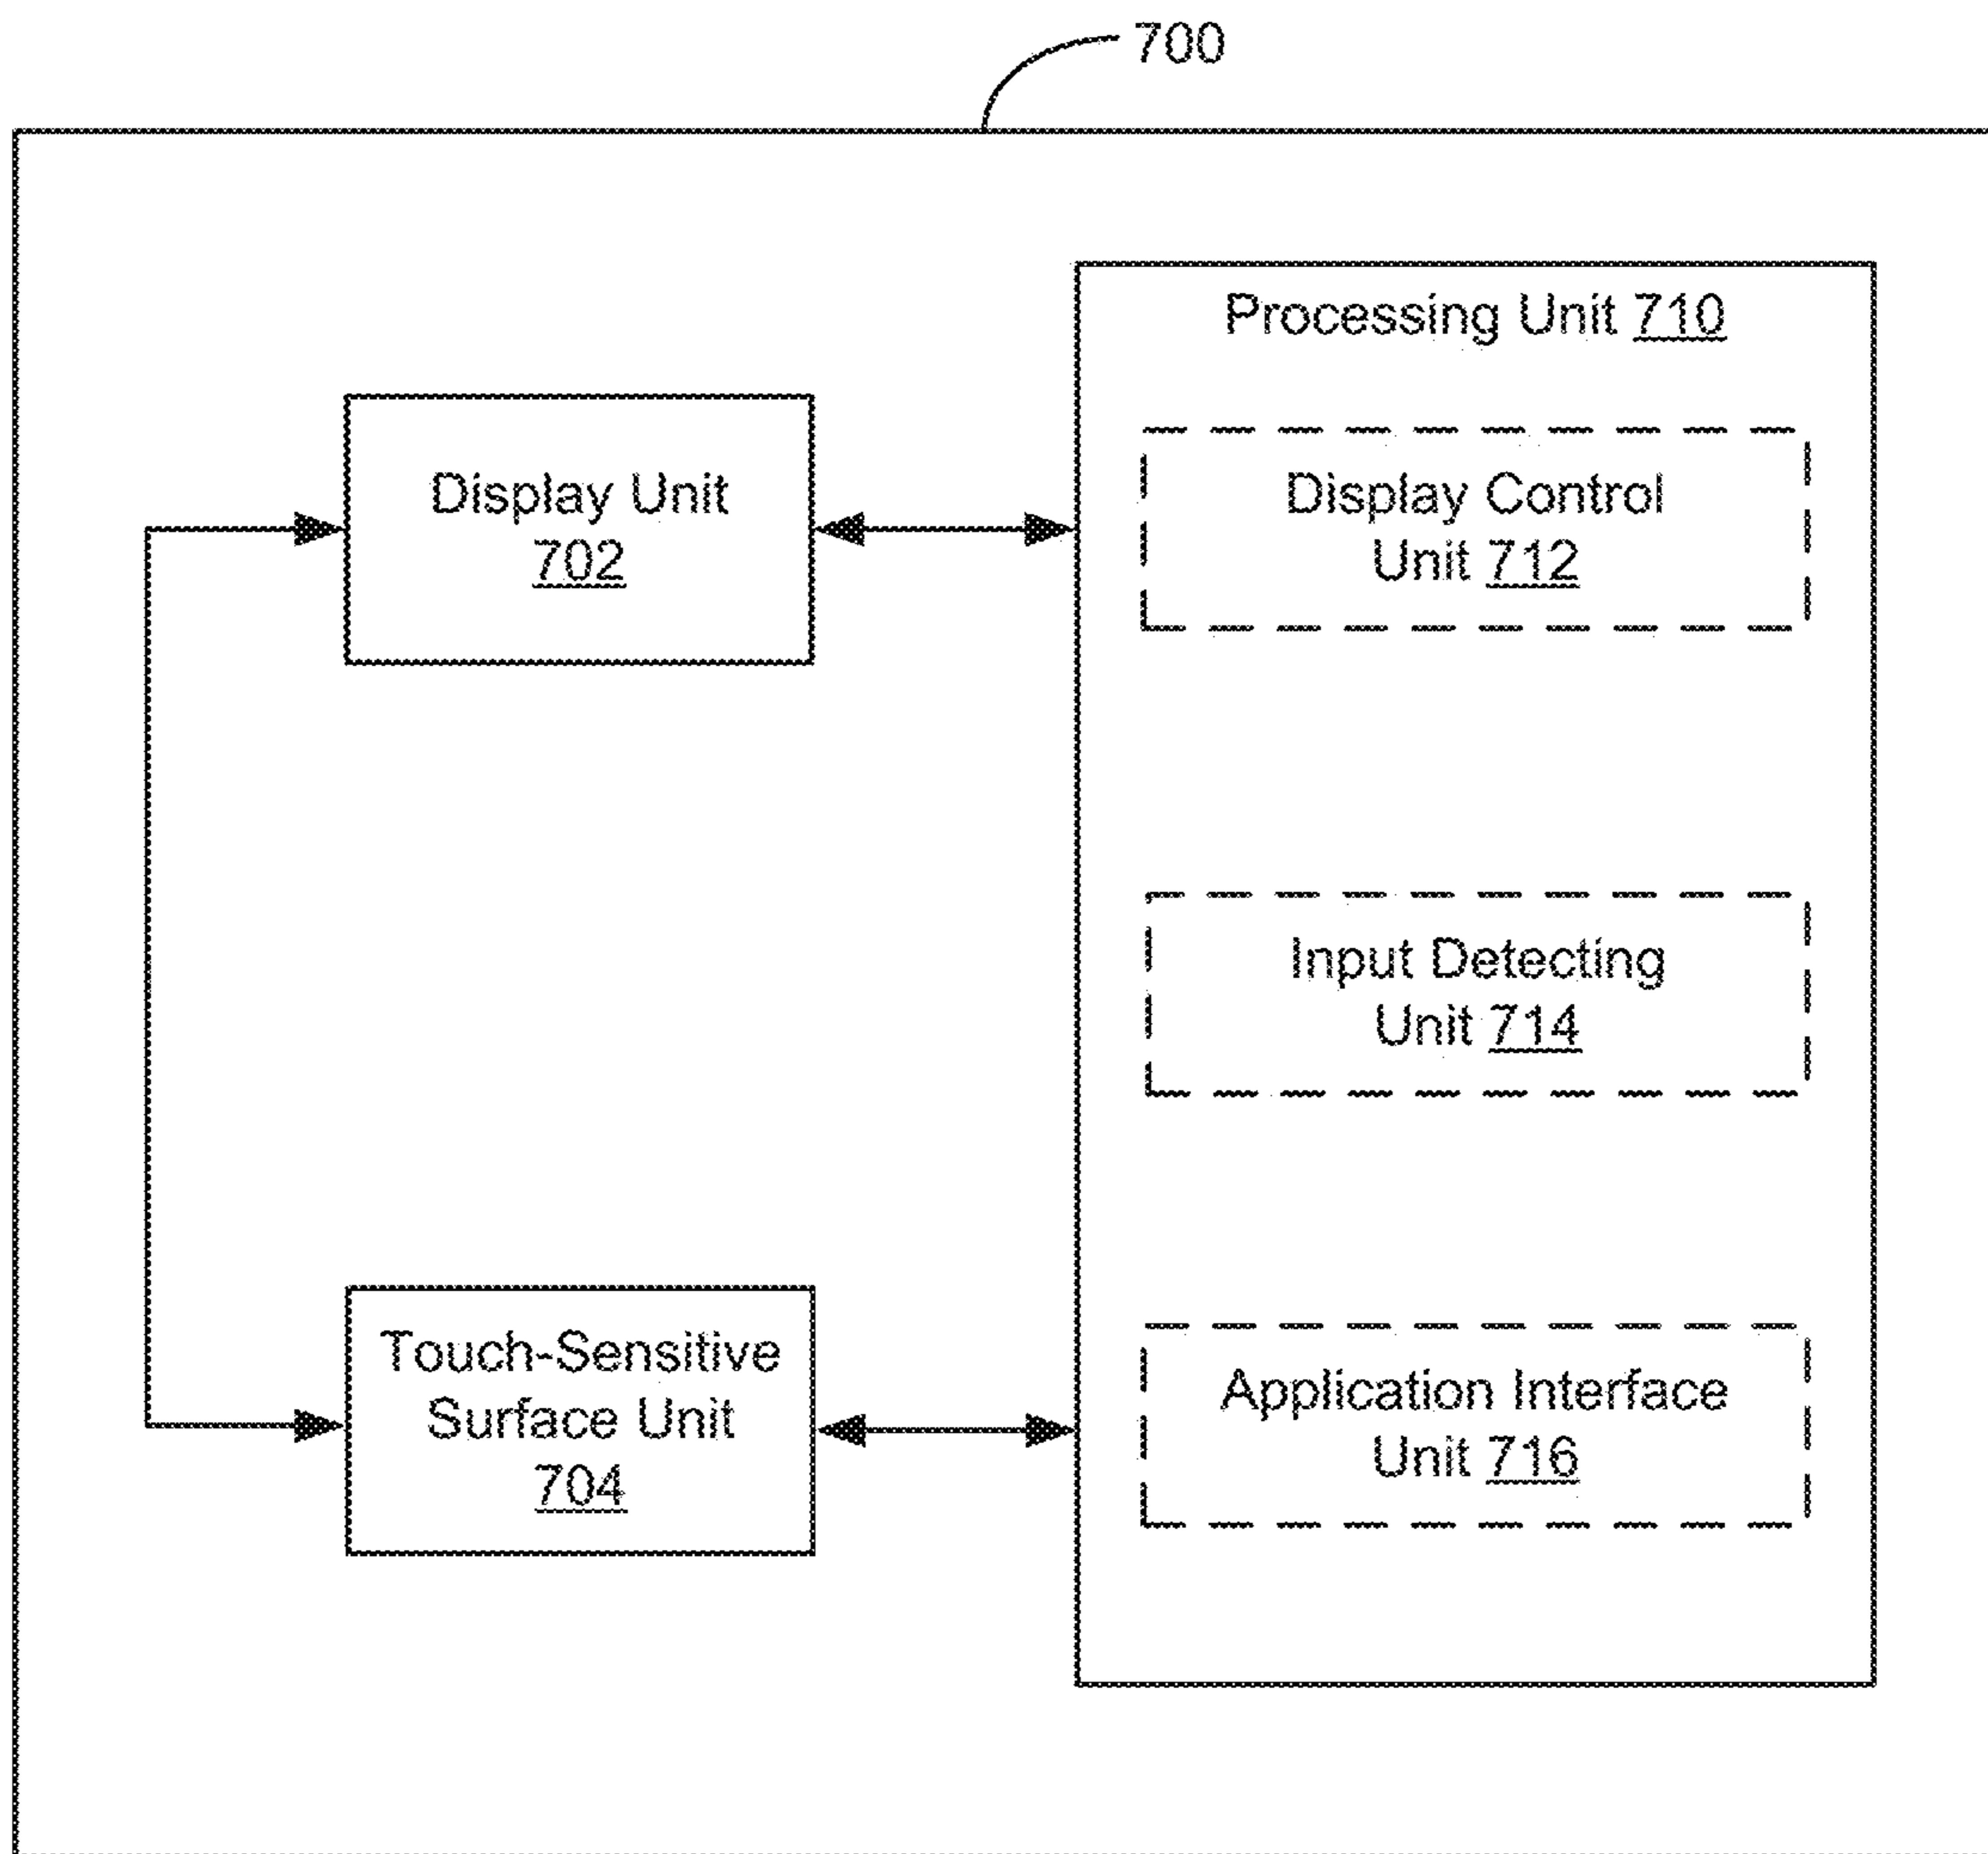 700
Processing Unit 710
Display Unit
702
Display Control
Unit 712
Input Detecting
Unit 714
Touch-Sensitive
Surface Unit
704
Application Interface
Unit 716